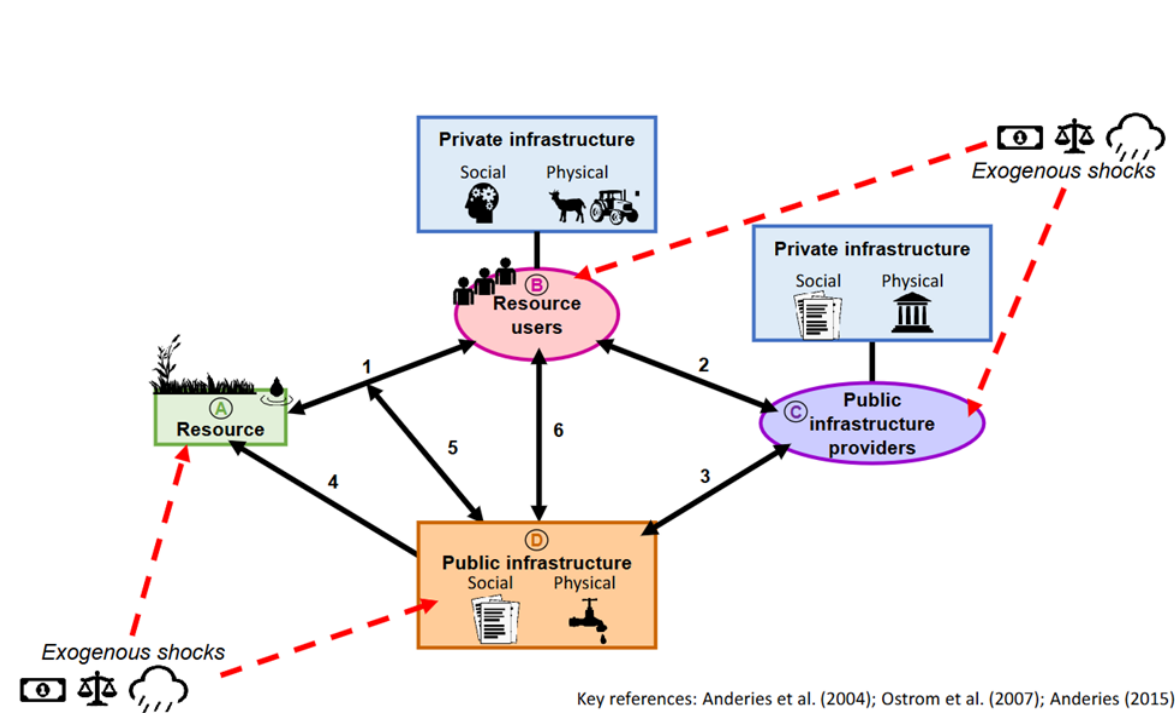 Private infrastructure
Social Physical
Exogenous shocks
Private infrastructure
Social Physical
B
Resource
users
1
2
A
Resource
C
Public
infrastructure
providers
5
6
4
3
D
Public infrastructure
Social Physical
Exogenous shocks
Key references: Anderies et al. (2004); Ostrom et al. (2007); Anderies (2015)